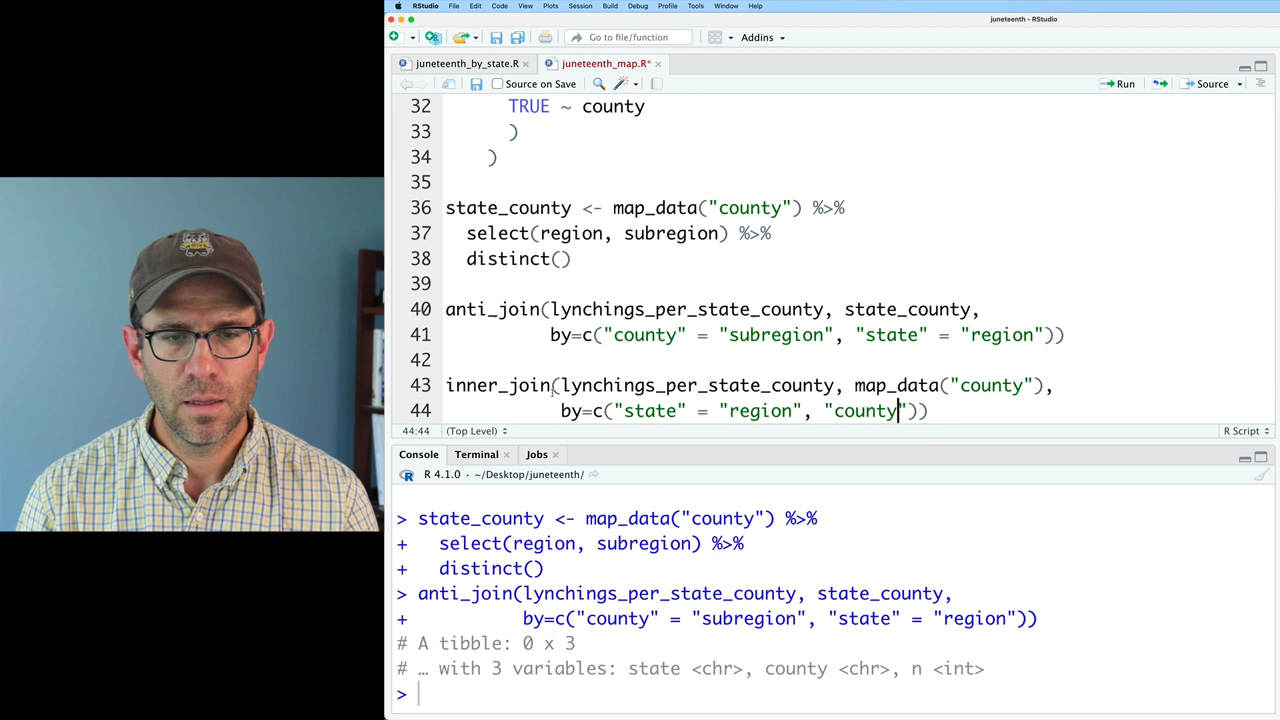 RStudio File Edit Code View Plots Session Build Debug Profile Tools Window Help
juneteenth - RStudio
Go to file/function Addins
juneteenth_by_state.R juneteenth_map.R*
Source on Save Run Source
32 TRUE ~ county
33 )
34 )
35
36 state_county <- map_data("county") %>%
37 select(region, subregion) %>%
38 distinct()
39
40 anti_join(lynchings_per_state_county, state_county,
41 by=c("county" = "subregion", "state" = "region"))
42
43 inner_join(lynchings_per_state_county, map_data("county"),
44 by=c("state" = "region", "county"))
44:44 (Top Level) R Script
Console Terminal Jobs
R 4.1.0 · ~/Desktop/juneteenth/
> state_county <- map_data("county") %>%
+ select(region, subregion) %>%
+ distinct()
> anti_join(lynchings_per_state_county, state_county,
+ by=c("county" = "subregion", "state" = "region"))
# A tibble: 0 x 3
# … with 3 variables: state <chr>, county <chr>, n <int>
>